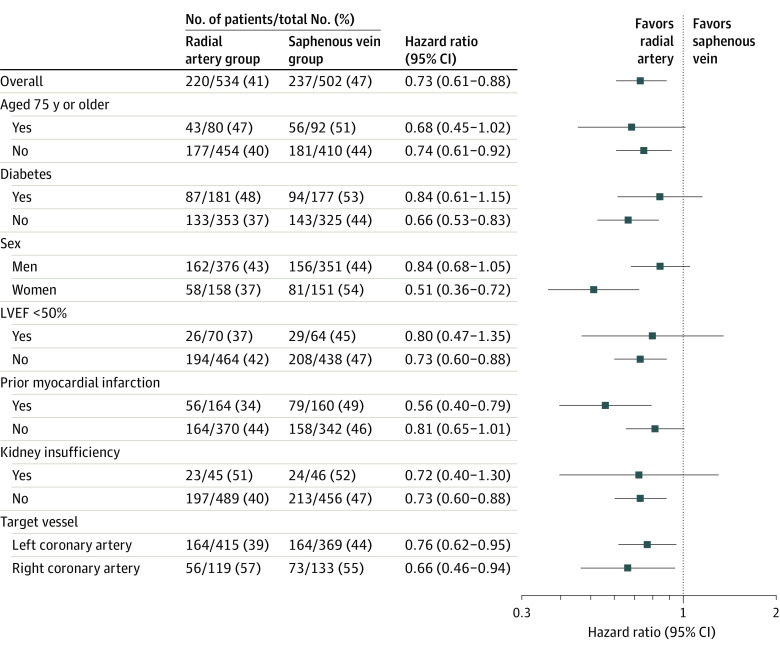 No. of patients/total No. (%)
Radial artery group
Saphenous vein group
Hazard ratio (95% CI)
Favors radial artery
Favors saphenous vein
Overall 220/534 (41) 237/502 (47) 0.73 (0.61–0.88)
Aged 75 y or older
Yes 43/80 (47) 56/92 (51) 0.68 (0.45–1.02)
No 177/454 (40) 181/410 (44) 0.74 (0.61–0.92)
Diabetes
Yes 87/181 (48) 94/177 (53) 0.84 (0.61–1.15)
No 133/353 (37) 143/325 (44) 0.66 (0.53–0.83)
Sex
Men 162/376 (43) 156/351 (44) 0.84 (0.68–1.05)
Women 58/158 (37) 81/151 (54) 0.51 (0.36–0.72)
LVEF <50%
Yes 26/70 (37) 29/64 (45) 0.80 (0.47–1.35)
No 194/464 (42) 208/438 (47) 0.73 (0.60–0.88)
Prior myocardial infarction
Yes 56/164 (34) 79/160 (49) 0.56 (0.40–0.79)
No 164/370 (44) 158/342 (46) 0.81 (0.65–1.01)
Kidney insufficiency
Yes 23/45 (51) 24/46 (52) 0.72 (0.40–1.30)
No 197/489 (40) 213/456 (47) 0.73 (0.60–0.88)
Target vessel
Left coronary artery 164/415 (39) 164/369 (44) 0.76 (0.62–0.95)
Right coronary artery 56/119 (57) 73/133 (55) 0.66 (0.46–0.94)
0.3 1 2
Hazard ratio (95% CI)